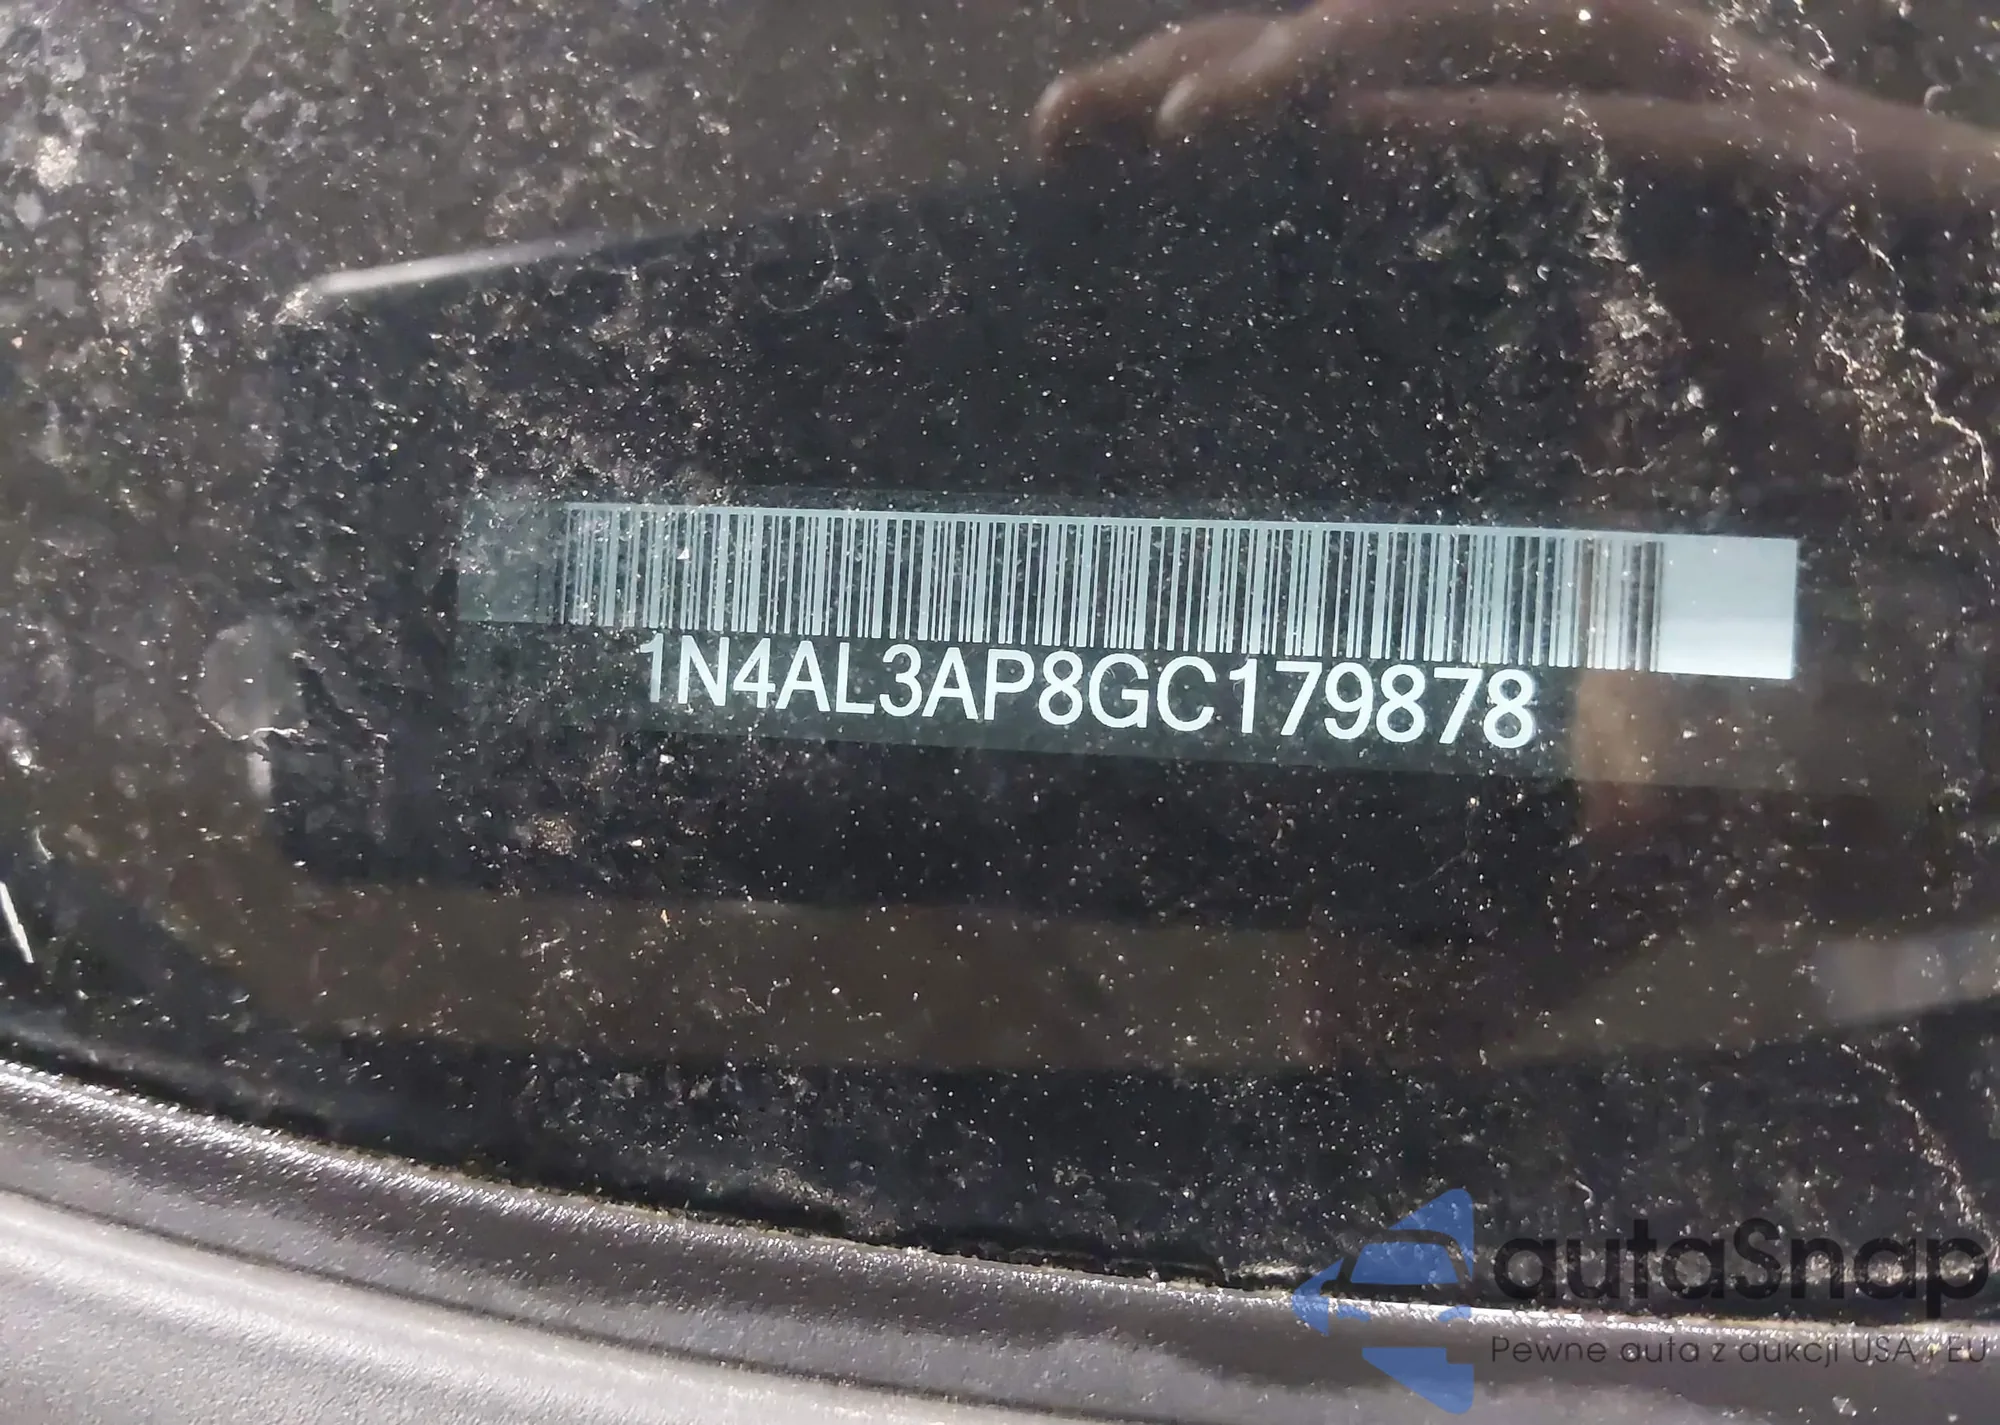 1N4AL3AP8GC179878
autaSnap
Pewne auta z aukcji USA i EU